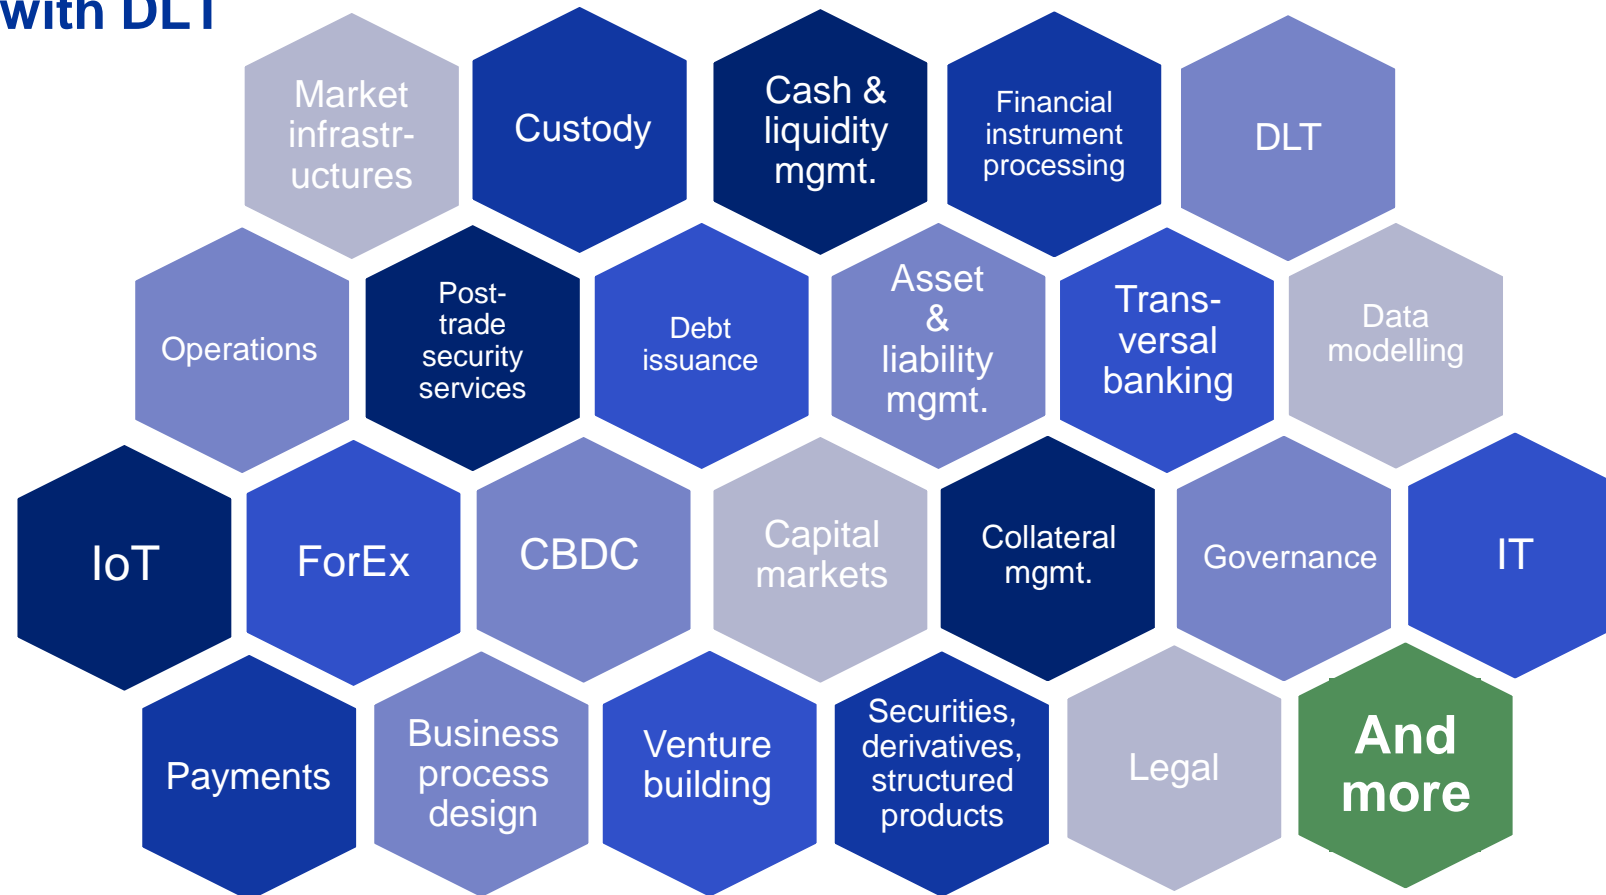 with DLT
Market
infrastr-
uctures
Custody
Cash &
liquidity
mgmt.
Financial
instrument
processing
DLT
Operations
Post-
trade
security
services
Debt
issuance
Asset
&
liability
mgmt.
Trans-
versal
banking
Data
modelling
IoT
ForEx
CBDC
Capital
markets
Collateral
mgmt.
Governance
IT
Payments
Business
process
design
Venture
building
Securities,
derivatives,
structured
products
Legal
And
more